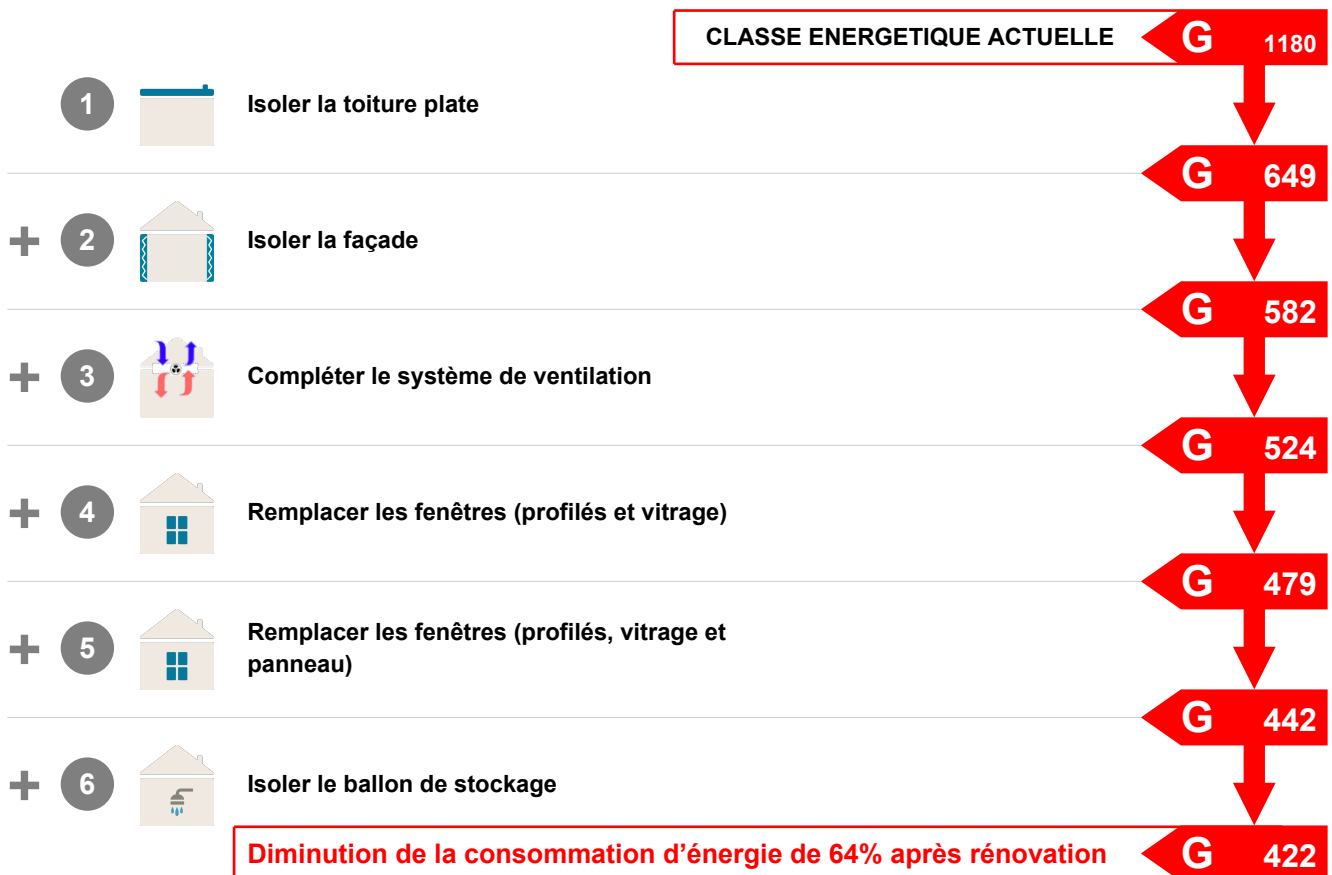 CLASSE ENERGETIQUE ACTUELLE G 1180
1 Isoler la toiture plate
G 649
+ 2 Isoler la façade
G 582
+ 3 Compléter le système de ventilation
G 524
+ 4 Remplacer les fenêtres (profilés et vitrage)
G 479
+ 5 Remplacer les fenêtres (profilés, vitrage et
panneau)
G 442
+ 6 Isoler le ballon de stockage
Diminution de la consommation d’énergie de 64% après rénovation G 422